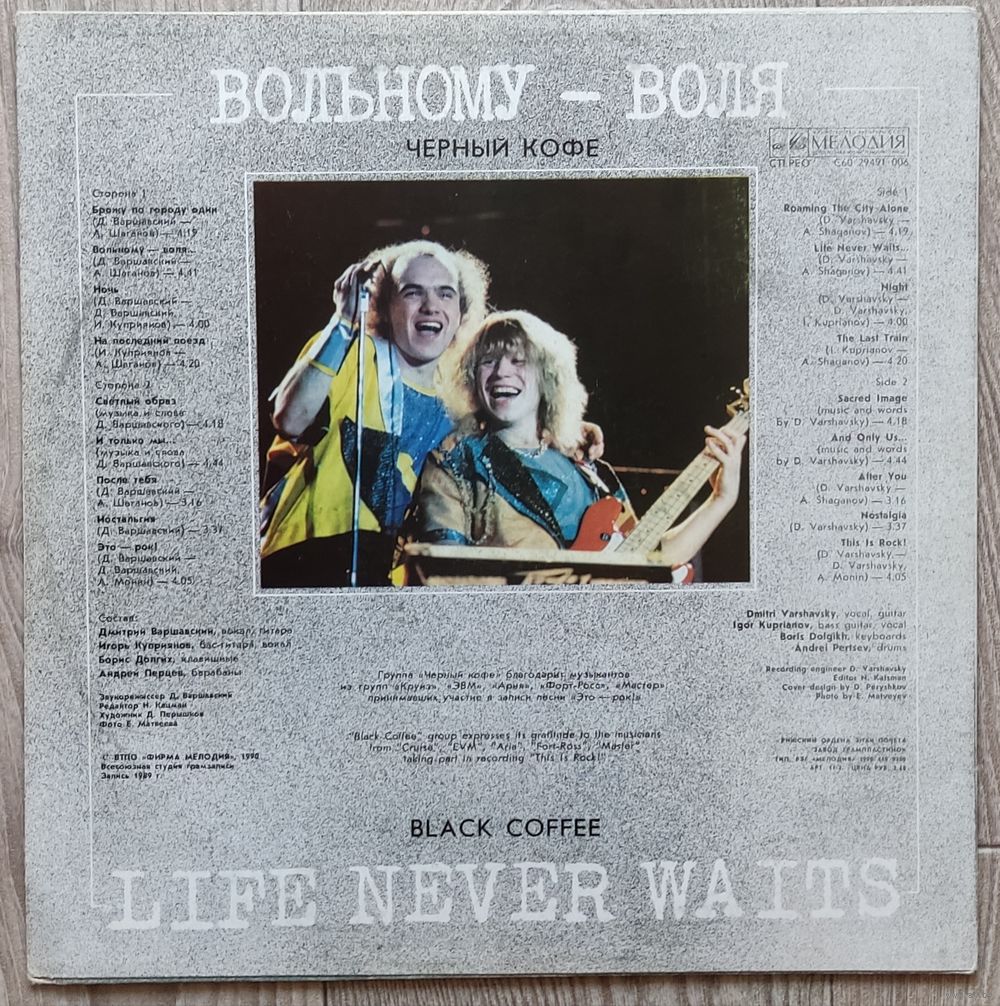 ВОЛЬНОМУ — ВОЛЯ
ЧЕРНЫЙ КОФЕ
МЕЛОДИЯ
СТЕРЕО С60 29491 006
Сторона 1
Брожу по городу один
(Д. Варшавский —
А. Шаганов) — 4.19
Вольному — воля...
(Д. Варшавский —
А. Шаганов) — 4.41
Ночь
(Д. Варшавский —
Д. Варшавский,
И. Куприянов) — 4.00
На последний поезд
(И. Куприянов —
А. Шаганов) — 4.20
Сторона 2
Светлый образ
(музыка и слова
Д. Варшавского) — 4.18
И только мы...
(музыка и слова
Д. Варшавского) — 4.44
После тебя
(Д. Варшавский —
А. Шаганов) — 3.16
Ностальгия
(Д. Варшавский) — 3.37
Это — рок!
(Д. Варшавский —
Д. Варшавский,
А. Монин) — 4.05
Side 1
Roaming The City Alone
(D. Varshavsky —
A. Shaganov) — 4.19
Life Never Waits...
(D. Varshavsky —
A. Shaganov) — 4.41
Night
(D. Varshavsky —
D. Varshavsky,
I. Kuprianov) — 4.00
The Last Train
(I. Kuprianov —
A. Shaganov) — 4.20
Side 2
Sacred Image
(music and words
by D. Varshavsky) — 4.18
And Only Us...
(music and words
by D. Varshavsky) — 4.44
After You
(D. Varshavsky —
A. Shaganov) — 3.16
Nostalgia
(D. Varshavsky) — 3.37
This Is Rock!
(D. Varshavsky —
D. Varshavsky,
A. Monin) — 4.05
Состав:
Дмитрий Варшавский, вокал, гитара
Игорь Куприянов, бас-гитара, вокал
Борис Долгих, клавишные
Андрей Перцев, барабаны
Звукорежиссер Д. Варшавский
Редактор Н. Кацман
Художник Д. Перышков
Фото Е. Матвеева
© ВТПО «ФИРМА МЕЛОДИЯ», 1990
Всесоюзная студия грамзаписи
Запись 1989 г.
Группа «Черный кофе» благодарит музыкантов
из групп «Круиз», «ЭВМ», «Ария», «Форт-Росс», «Мастер»
принимавших участие в записи песни «Это — рок!»
"Black Coffee" group expresses its gratitude to the musicians
from "Cruise", "EVM", "Aria", "Fort-Ross", "Master"
taking part in recording "This Is Rock!"
Dmitri Varshavsky, vocal, guitar
Igor Kuprianov, bass guitar, vocal
Boris Dolgikh, keyboards
Andrei Pertsev, drums
Recording engineer D. Varshavsky
Editor N. Katsman
Cover design by D. Peryshkov
Photo by E. Matveyev
ОРДЕНА ЗНАК ПОЧЕТА
ЗАВОД ГРАМПЛАСТИНОК
BLACK COFFEE
LIFE NEVER WAITS